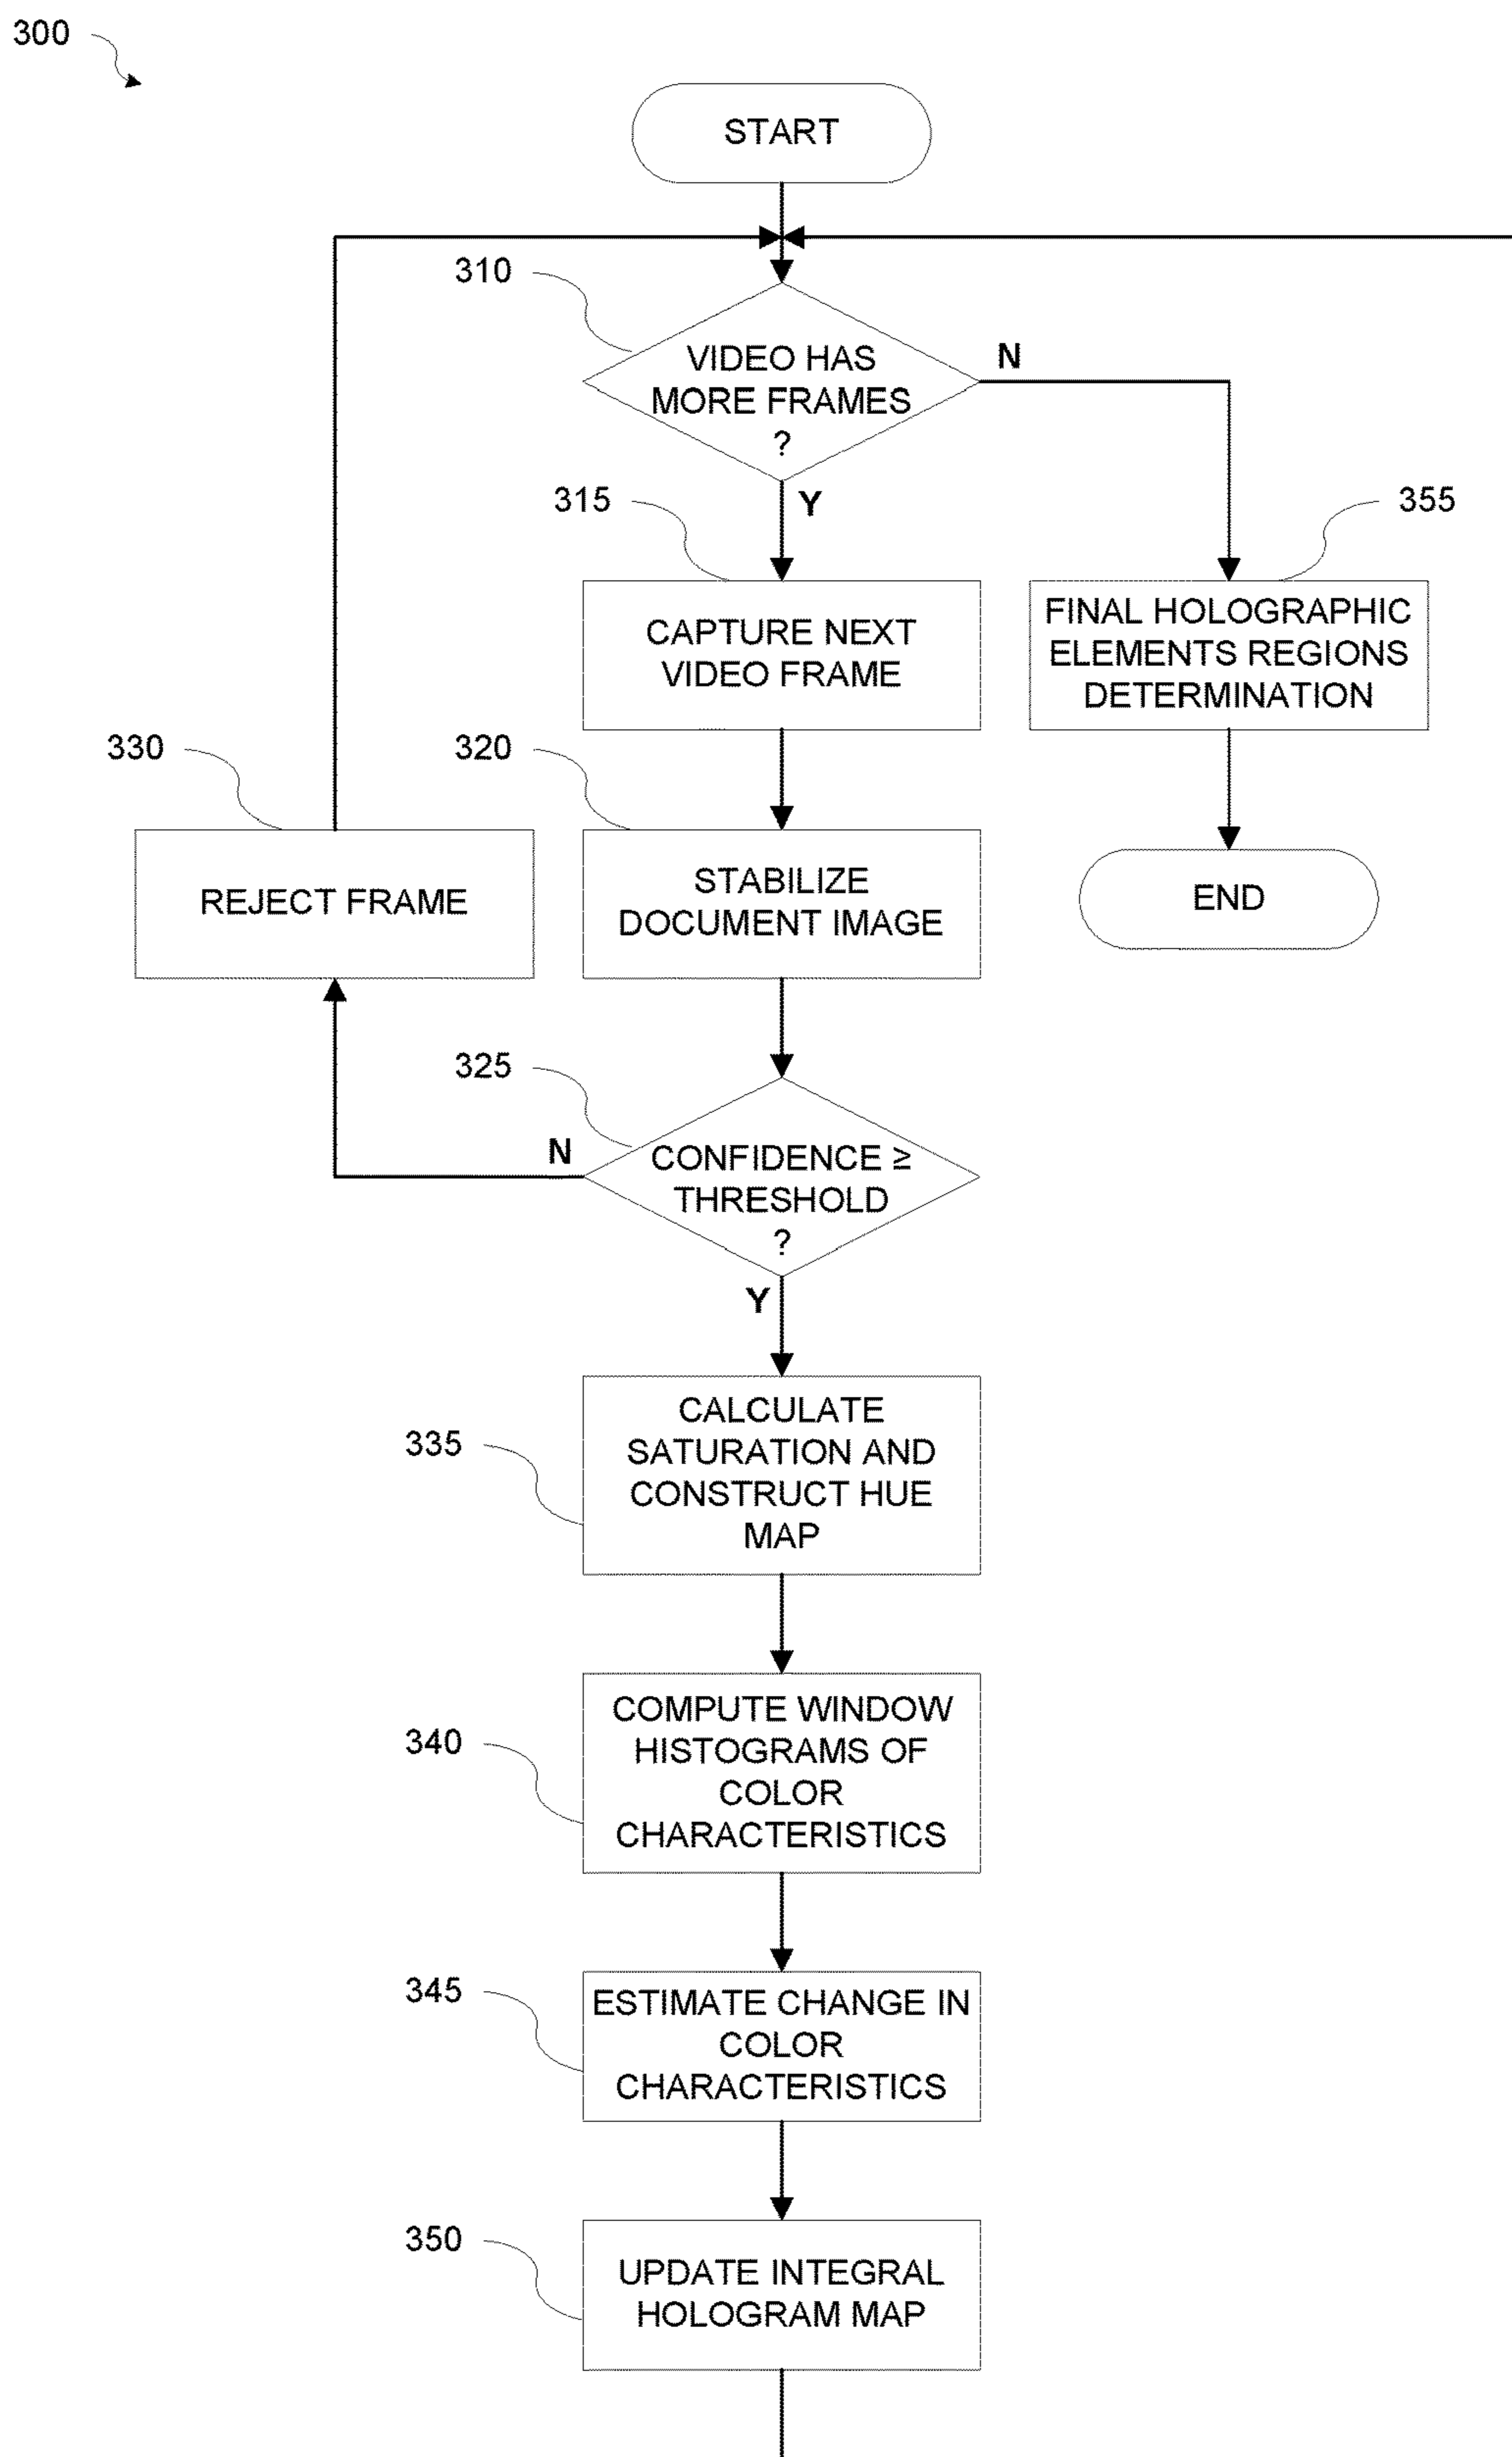 300
START
310
VIDEO HAS
MORE FRAMES
?
N
Y
315
CAPTURE NEXT
VIDEO FRAME
355
FINAL HOLOGRAPHIC
ELEMENTS REGIONS
DETERMINATION
330
REJECT FRAME
320
STABILIZE
DOCUMENT IMAGE
END
325
CONFIDENCE ≥
THRESHOLD
?
N
Y
335
CALCULATE
SATURATION AND
CONSTRUCT HUE
MAP
340
COMPUTE WINDOW
HISTOGRAMS OF
COLOR
CHARACTERISTICS
345
ESTIMATE CHANGE IN
COLOR
CHARACTERISTICS
350
UPDATE INTEGRAL
HOLOGRAM MAP